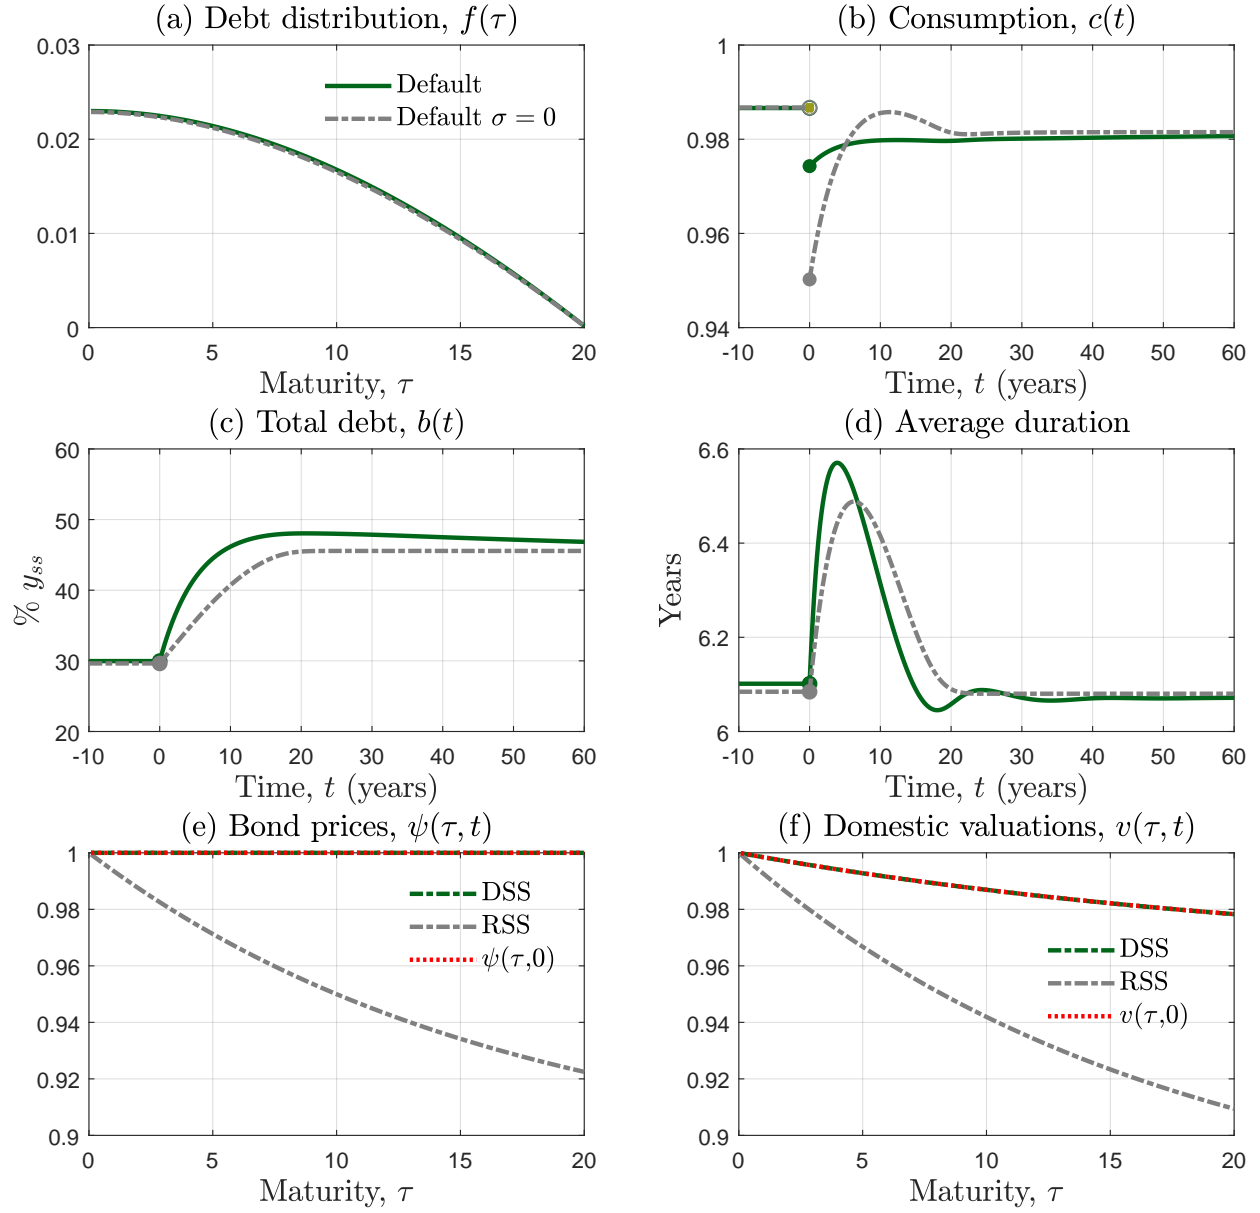 (a) Debt distribution, f(τ)
0.03
0.02
0.01
0
Default
Default σ = 0
0 5 10 15 20
Maturity, τ
(b) Consumption, c(t)
1
0.98
0.96
0.94
-10 0 10 20 30 40 50 60
Time, t (years)
(c) Total debt, b(t)
% yss
60
50
40
30
20
-10 0 10 20 30 40 50 60
Time, t (years)
(d) Average duration
Years
6.6
6.4
6.2
6
-10 0 10 20 30 40 50 60
Time, t (years)
(e) Bond prices, ψ(τ, t)
1
0.98
0.96
0.94
0.92
0.9
DSS
RSS
ψ(τ,0)
0 5 10 15 20
Maturity, τ
(f) Domestic valuations, v(τ, t)
1
0.98
0.96
0.94
0.92
0.9
DSS
RSS
v(τ,0)
0 5 10 15 20
Maturity, τ